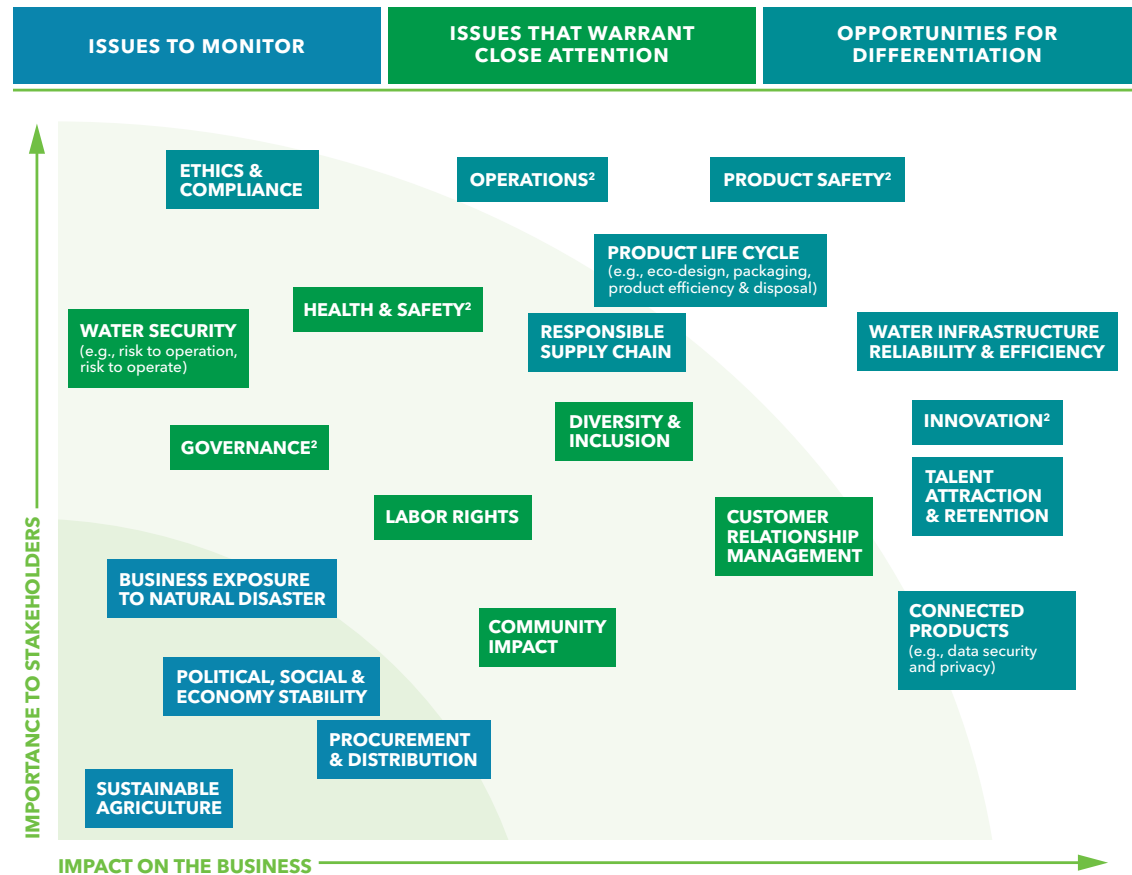 ISSUES TO MONITOR
ISSUES THAT WARRANT
CLOSE ATTENTION
OPPORTUNITIES FOR
DIFFERENTIATION
ETHICS &
COMPLIANCE
OPERATIONS²
PRODUCT SAFETY²
PRODUCT LIFE CYCLE
(e.g., eco-design, packaging,
product efficiency & disposal)
HEALTH & SAFETY²
WATER SECURITY
(e.g., risk to operation,
risk to operate)
RESPONSIBLE
SUPPLY CHAIN
WATER INFRASTRUCTURE
RELIABILITY & EFFICIENCY
DIVERSITY &
INCLUSION
INNOVATION²
GOVERNANCE²
TALENT
ATTRACTION
& RETENTION
LABOR RIGHTS
CUSTOMER
RELATIONSHIP
MANAGEMENT
BUSINESS EXPOSURE
TO NATURAL DISASTER
COMMUNITY
IMPACT
CONNECTED
PRODUCTS
(e.g., data security
and privacy)
POLITICAL, SOCIAL &
ECONOMY STABILITY
PROCUREMENT
& DISTRIBUTION
SUSTAINABLE
AGRICULTURE
IMPORTANCE TO STAKEHOLDERS
IMPACT ON THE BUSINESS